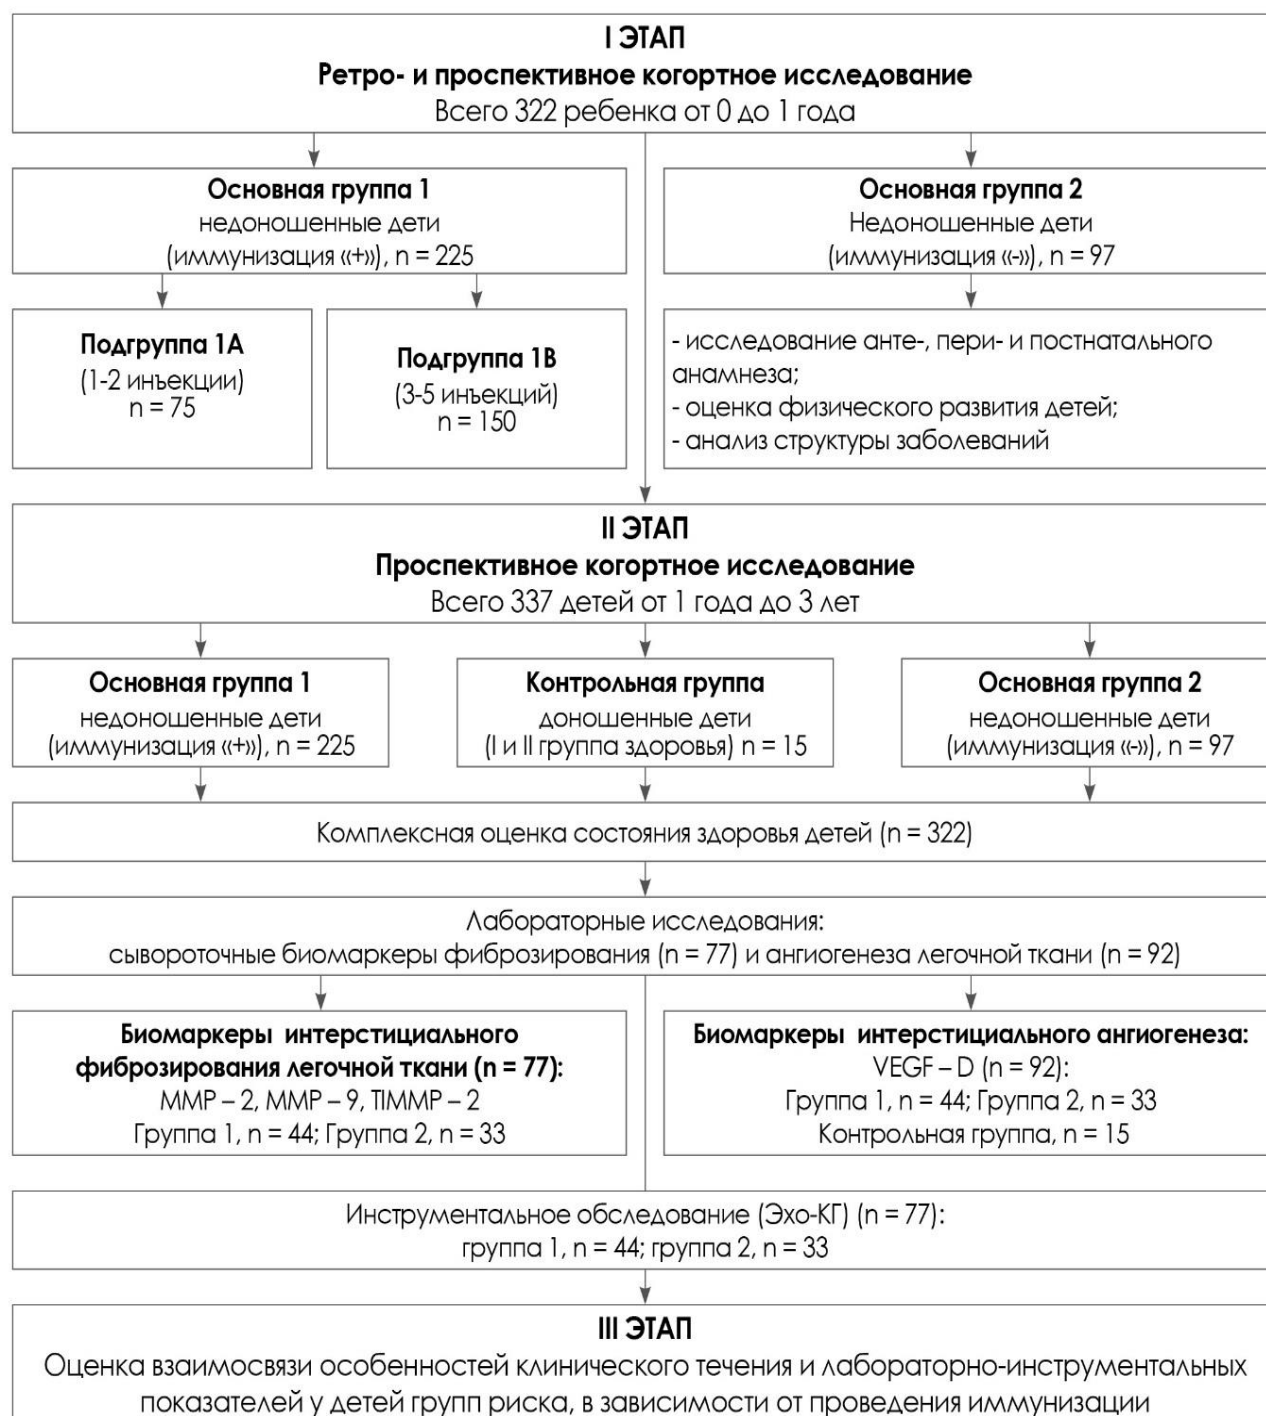 I ЭТАП
Ретро- и проспективное когортное исследование
Всего 322 ребенка от 0 до 1 года
Основная группа 1
недоношенные дети
(иммунизация «+»), n = 225
Основная группа 2
Недоношенные дети
(иммунизация «-»), n = 97
Подгруппа 1А
(1-2 инъекции)
n = 75
Подгруппа 1В
(3-5 инъекций)
n = 150
- исследование анте-, пери- и постнатального
анамнеза;
- оценка физического развития детей;
- анализ структуры заболеваний
II ЭТАП
Проспективное когортное исследование
Всего 337 детей от 1 года до 3 лет
Основная группа 1
недоношенные дети
(иммунизация «+»), n = 225
Контрольная группа
доношенные дети
(I и II группа здоровья) n = 15
Основная группа 2
недоношенные дети
(иммунизация «-»), n = 97
Комплексная оценка состояния здоровья детей (n = 322)
Лабораторные исследования:
сывороточные биомаркеры фиброзирования (n = 77) и ангиогенеза легочной ткани (n = 92)
Биомаркеры интерстициального
фиброзирования легочной ткани (n = 77):
MMP – 2, MMP – 9, TIMMP – 2
Группа 1, n = 44; Группа 2, n = 33
Биомаркеры интерстициального ангиогенеза:
VEGF – D (n = 92):
Группа 1, n = 44; Группа 2, n = 33
Контрольная группа, n = 15
Инструментальное обследование (Эхо-КГ) (n = 77):
группа 1, n = 44; группа 2, n = 33
III ЭТАП
Оценка взаимосвязи особенностей клинического течения и лабораторно-инструментальных
показателей у детей групп риска, в зависимости от проведения иммунизации